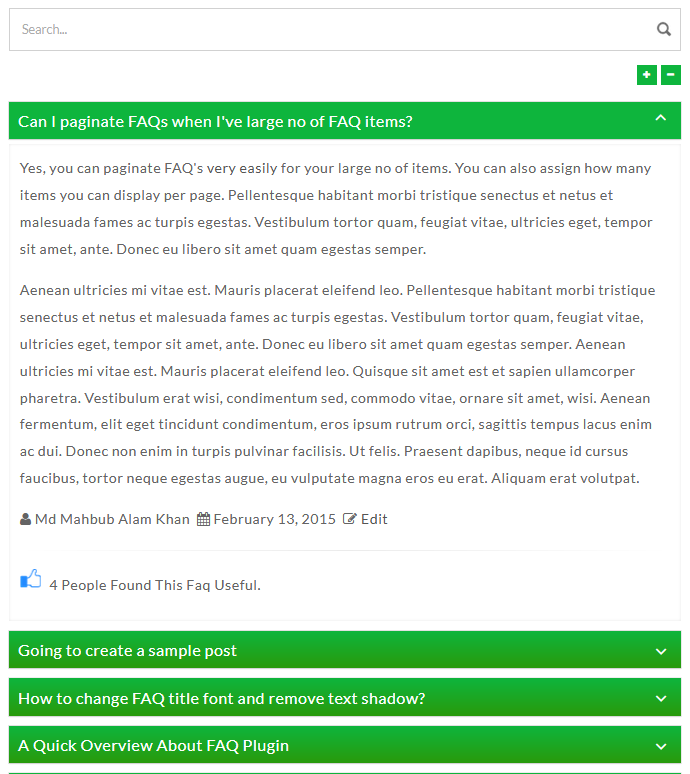 Search...
Can I paginate FAQs when I've large no of FAQ items?
Yes, you can paginate FAQ's very easily for your large no of items. You can also assign how many
items you can display per page. Pellentesque habitant morbi tristique senectus et netus et
malesuada fames ac turpis egestas. Vestibulum tortor quam, feugiat vitae, ultricies eget, tempor
sit amet, ante. Donec eu libero sit amet quam egestas semper.
Aenean ultricies mi vitae est. Mauris placerat eleifend leo. Pellentesque habitant morbi tristique
senectus et netus et malesuada fames ac turpis egestas. Vestibulum tortor quam, feugiat vitae,
ultricies eget, tempor sit amet, ante. Donec eu libero sit amet quam egestas semper. Aenean
ultricies mi vitae est. Mauris placerat eleifend leo. Quisque sit amet est et sapien ullamcorper
pharetra. Vestibulum erat wisi, condimentum sed, commodo vitae, ornare sit amet, wisi. Aenean
fermentum, elit eget tincidunt condimentum, eros ipsum rutrum orci, sagittis tempus lacus enim
ac dui. Donec non enim in turpis pulvinar facilisis. Ut felis. Praesent dapibus, neque id cursus
faucibus, tortor neque egestas augue, eu vulputate magna eros eu erat. Aliquam erat volutpat.
Md Mahbub Alam Khan February 13, 2015 Edit
4 People Found This Faq Useful.
Going to create a sample post
How to change FAQ title font and remove text shadow?
A Quick Overview About FAQ Plugin